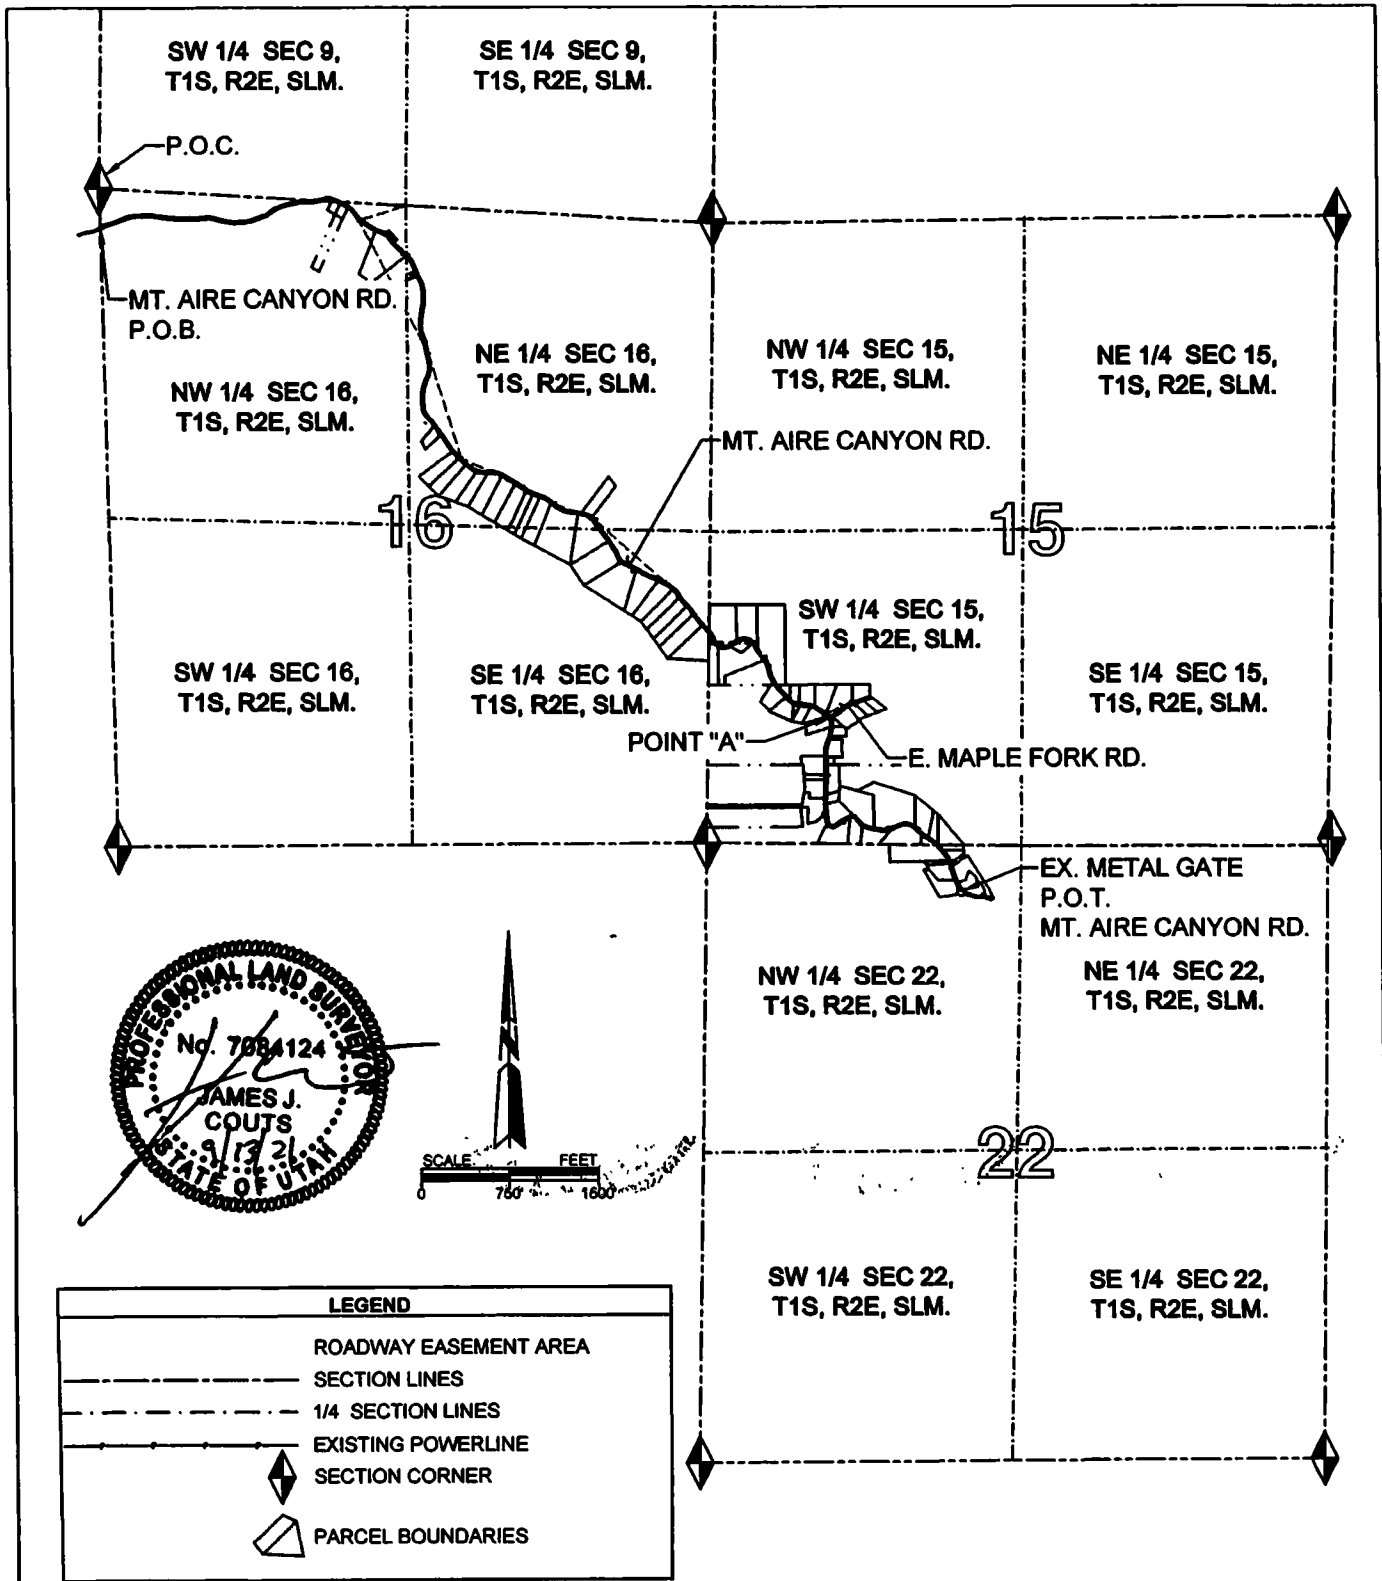 SW 1/4 SEC 9,
T1S, R2E, SLM.
SE 1/4 SEC 9,
T1S, R2E, SLM.
P.O.C.
MT. AIRE CANYON RD.
P.O.B.
NW 1/4 SEC 16,
T1S, R2E, SLM.
NE 1/4 SEC 16,
T1S, R2E, SLM.
NW 1/4 SEC 15,
T1S, R2E, SLM.
NE 1/4 SEC 15,
T1S, R2E, SLM.
MT. AIRE CANYON RD.
16
15
SW 1/4 SEC 16,
T1S, R2E, SLM.
SE 1/4 SEC 16,
T1S, R2E, SLM.
SW 1/4 SEC 15,
T1S, R2E, SLM.
SE 1/4 SEC 15,
T1S, R2E, SLM.
POINT "A"
E. MAPLE FORK RD.
EX. METAL GATE
P.O.T.
MT. AIRE CANYON RD.
NW 1/4 SEC 22,
T1S, R2E, SLM.
NE 1/4 SEC 22,
T1S, R2E, SLM.
PROFESSIONAL LAND SURVEYOR
No. 7084124
JAMES J.
COUTS
9/13/21
STATE OF UTAH
N
SCALE FEET
0 750' 1500'
22
SW 1/4 SEC 22,
T1S, R2E, SLM.
SE 1/4 SEC 22,
T1S, R2E, SLM.
LEGEND
ROADWAY EASEMENT AREA
SECTION LINES
1/4 SECTION LINES
EXISTING POWERLINE
SECTION CORNER
PARCEL BOUNDARIES